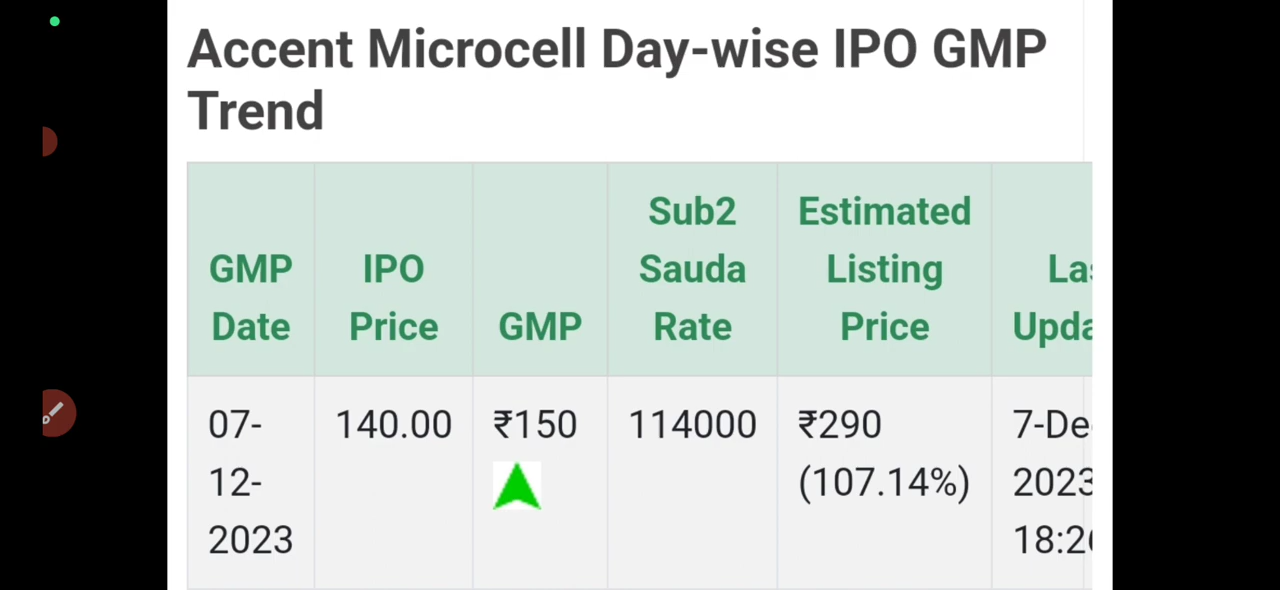 Accent Microcell Day-wise IPO GMP
Trend
GMP Date
IPO Price
GMP
Sub2 Sauda Rate
Estimated Listing Price
07-12-2023
140.00
₹150
114000
₹290 (107.14%)
2023